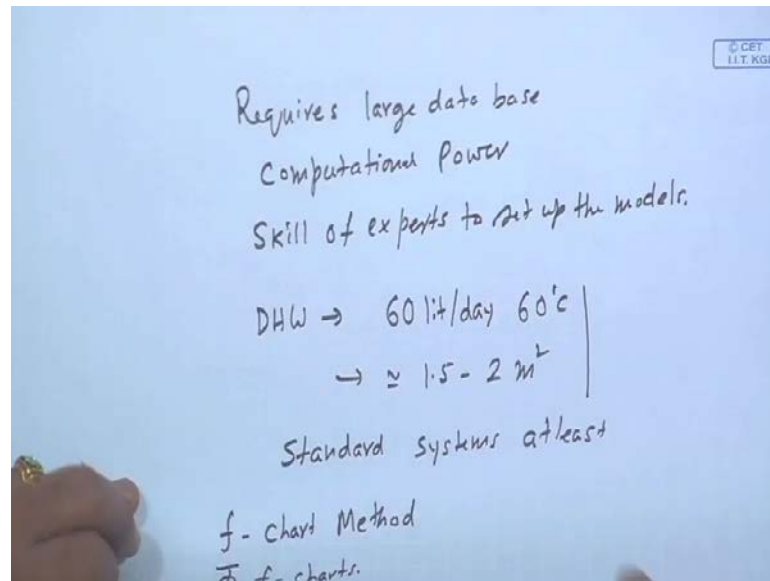 © CET
I.I.T. KGP
Requires large data base
Computational Power
Skill of experts to set up the models.
DHW → 60 lit/day 60°c
→ ≃ 1.5 - 2 m²
Standard systems atleast
f - Chart Method
Φ̅ f-charts.